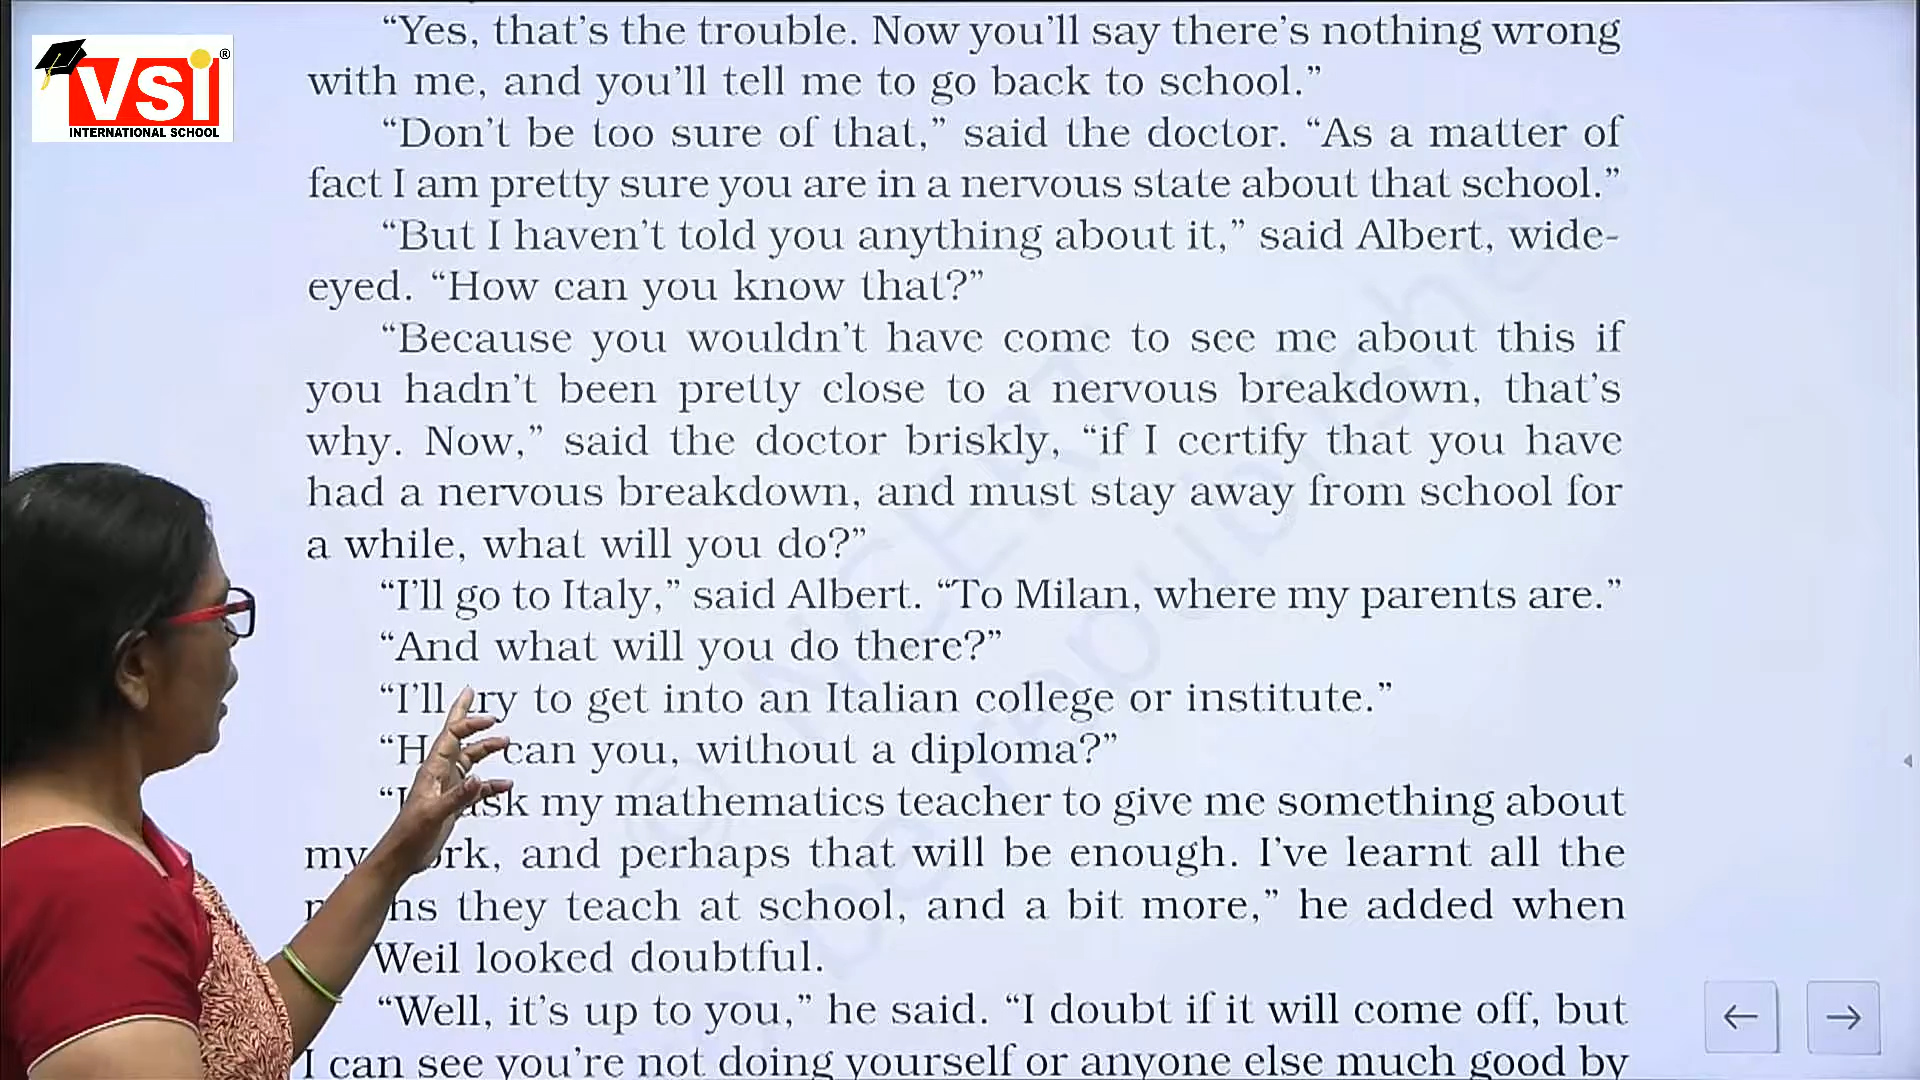 VSI ®
INTERNATIONAL SCHOOL
“Yes, that’s the trouble. Now you’ll say there’s nothing wrong
with me, and you’ll tell me to go back to school.”
“Don’t be too sure of that,” said the doctor. “As a matter of
fact I am pretty sure you are in a nervous state about that school.”
“But I haven’t told you anything about it,” said Albert, wide-
eyed. “How can you know that?”
“Because you wouldn’t have come to see me about this if
you hadn’t been pretty close to a nervous breakdown, that’s
why. Now,” said the doctor briskly, “if I certify that you have
had a nervous breakdown, and must stay away from school for
a while, what will you do?”
“I’ll go to Italy,” said Albert. “To Milan, where my parents are.”
“And what will you do there?”
“I’ll try to get into an Italian college or institute.”
can you, without a diploma?”
my mathematics teacher to give me something about
my and perhaps that will be enough. I’ve learnt all the
they teach at school, and a bit more,” he added when
Weil looked doubtful.
“Well, it’s up to you,” he said. “I doubt if it will come off, but
I can see you’re not doing yourself or anyone else much good by
© NCERT
be republished